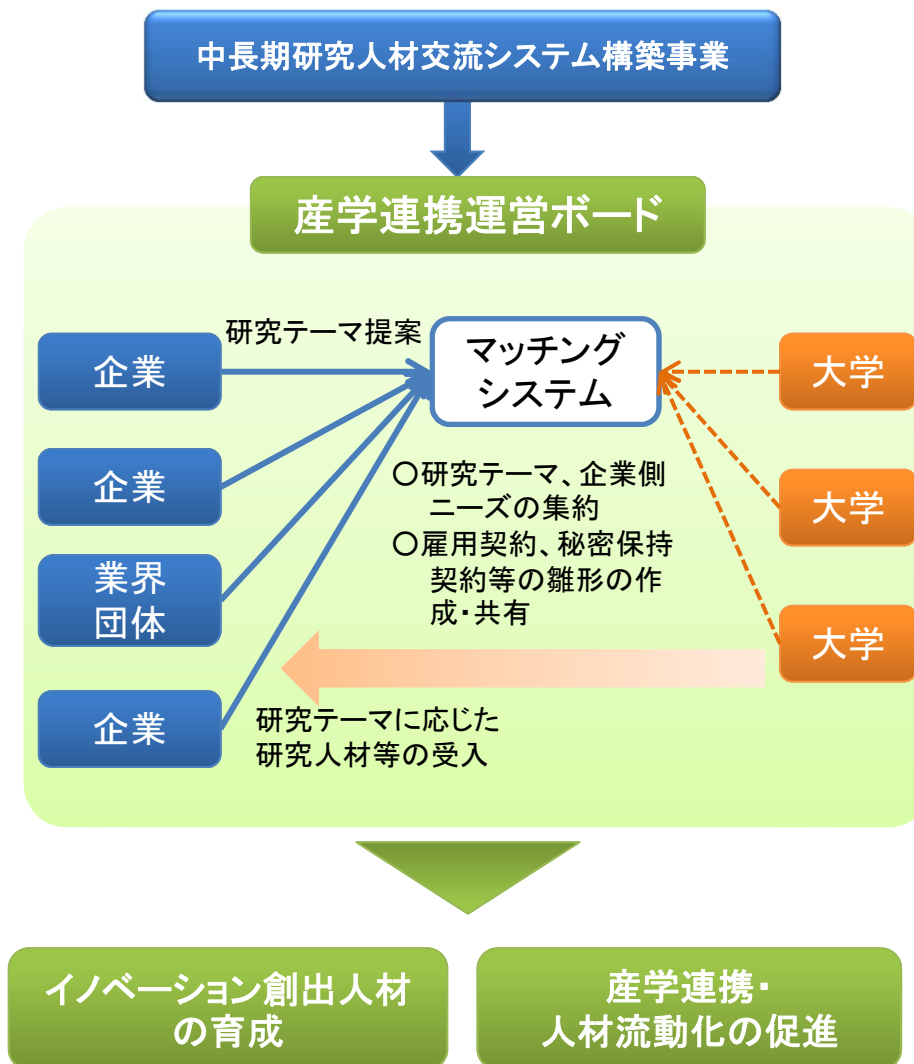 中長期研究人材交流システム構築事業
産学連携運営ボード
研究テーマ提案
企業
企業
業界
団体
企業
マッチング
システム
大学
大学
大学
○研究テーマ、企業側
ニーズの集約
○雇用契約、秘密保持
契約等の雛形の作
成・共有
研究テーマに応じた
研究人材等の受入
イノベーション創出人材
の育成
産学連携・
人材流動化の促進